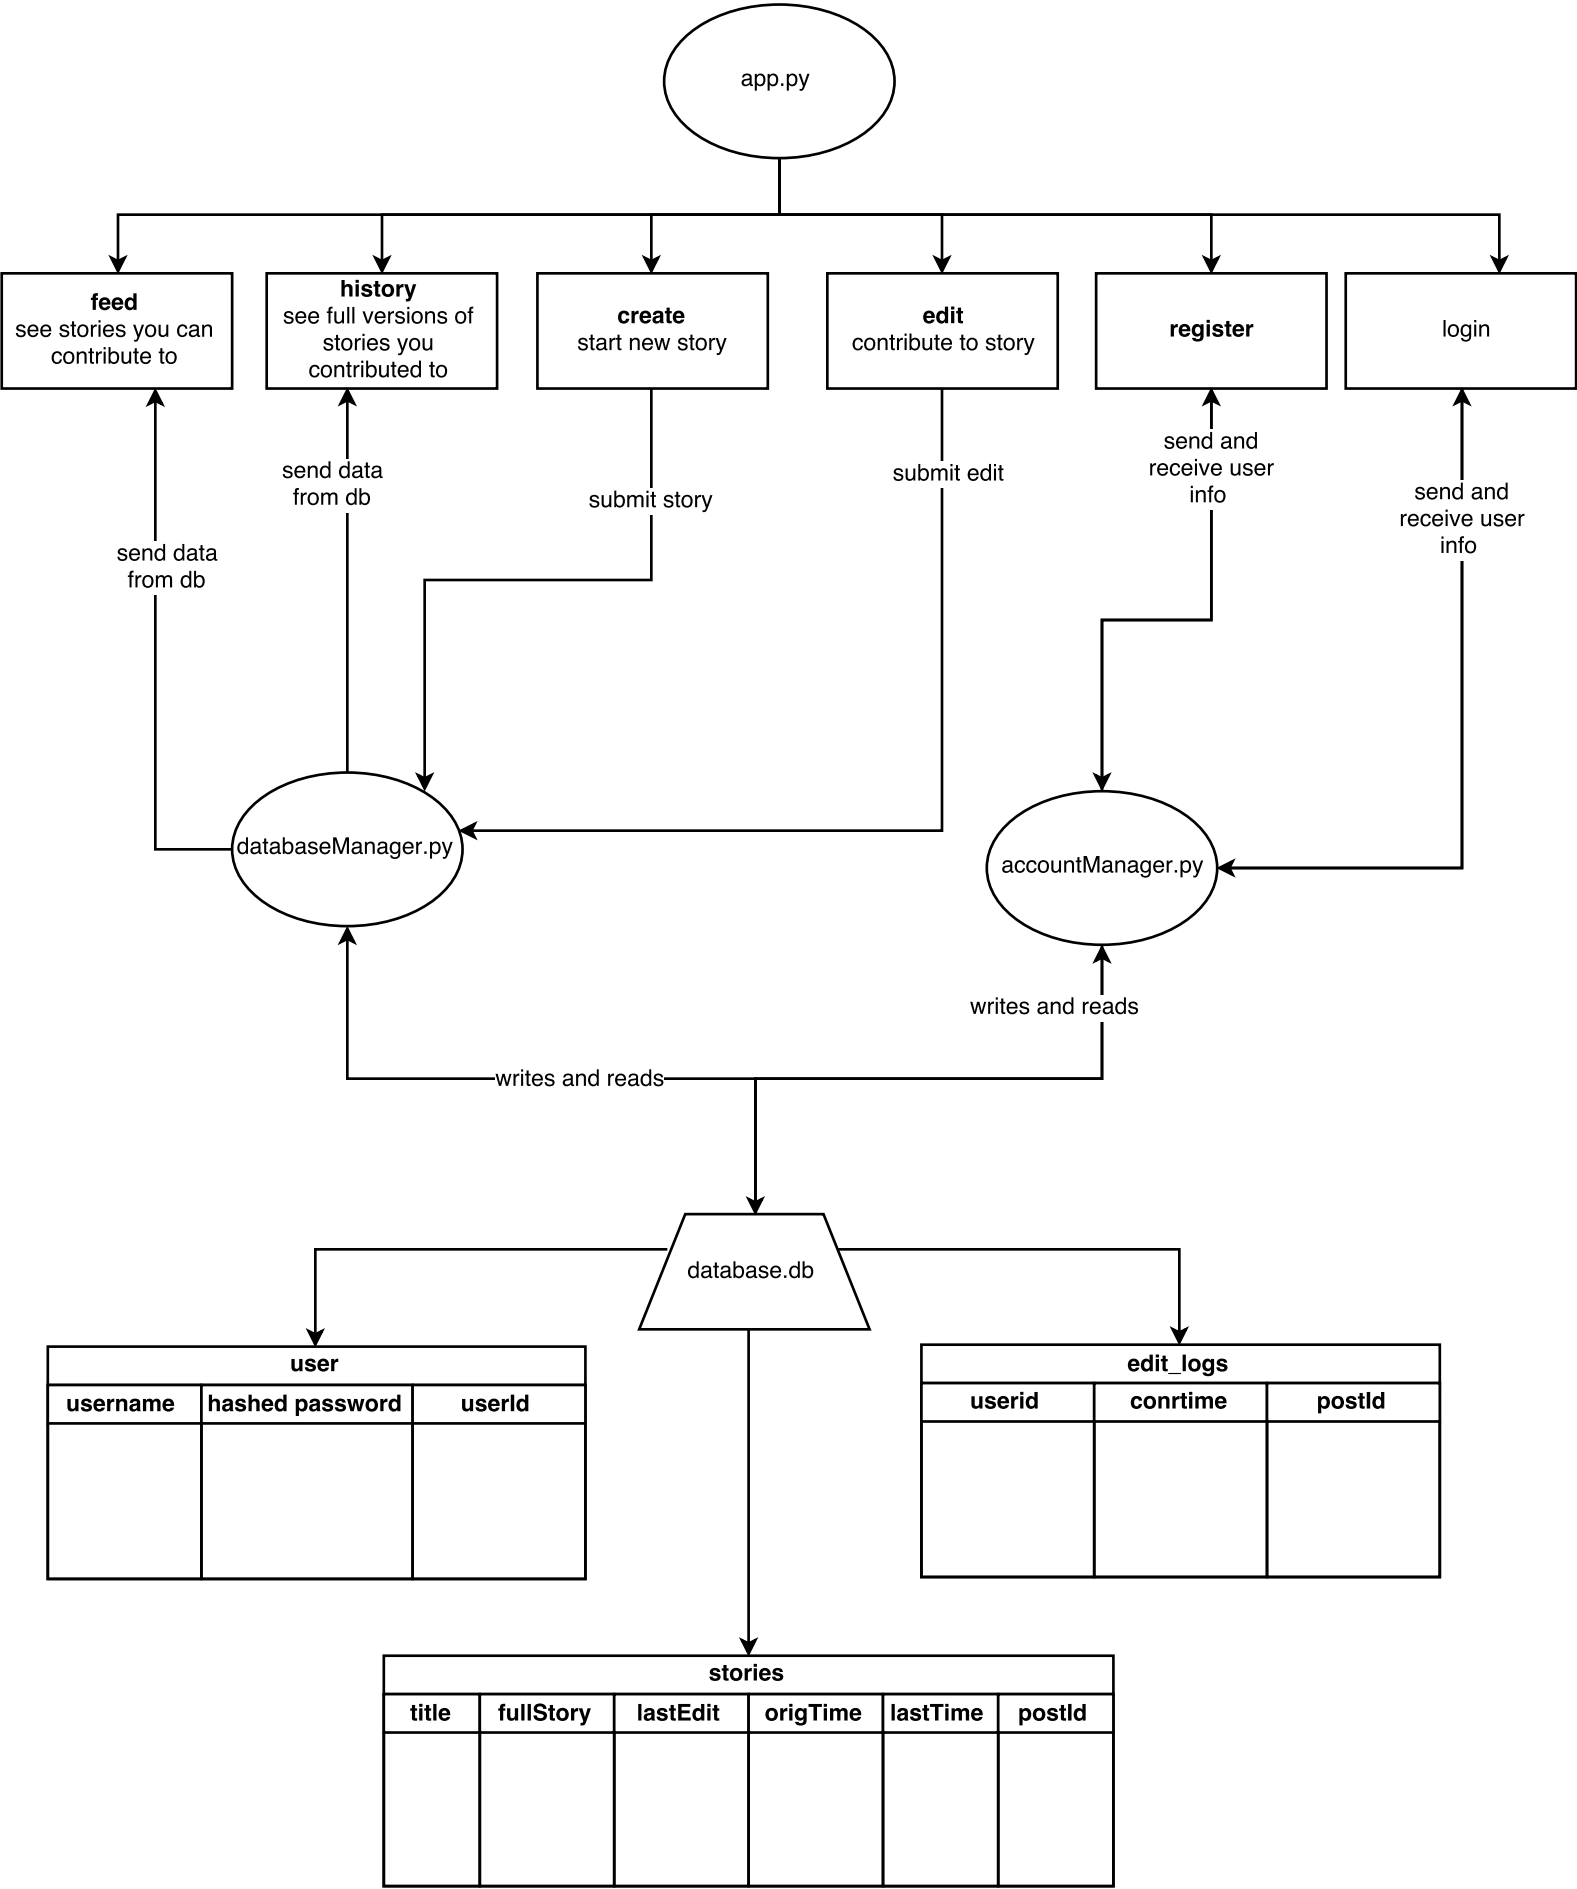 app.py
feed
see stories you can
contribute to
history
see full versions of
stories you
contributed to
create
start new story
edit
contribute to story
register
login
send data
from db
send data
from db
submit story
submit edit
send and
receive user
info
send and
receive user
info
databaseManager.py
accountManager.py
writes and reads
writes and reads
database.db
user
username hashed password userId
edit_logs
userid conrtime postId
stories
title fullStory lastEdit origTime lastTime postId